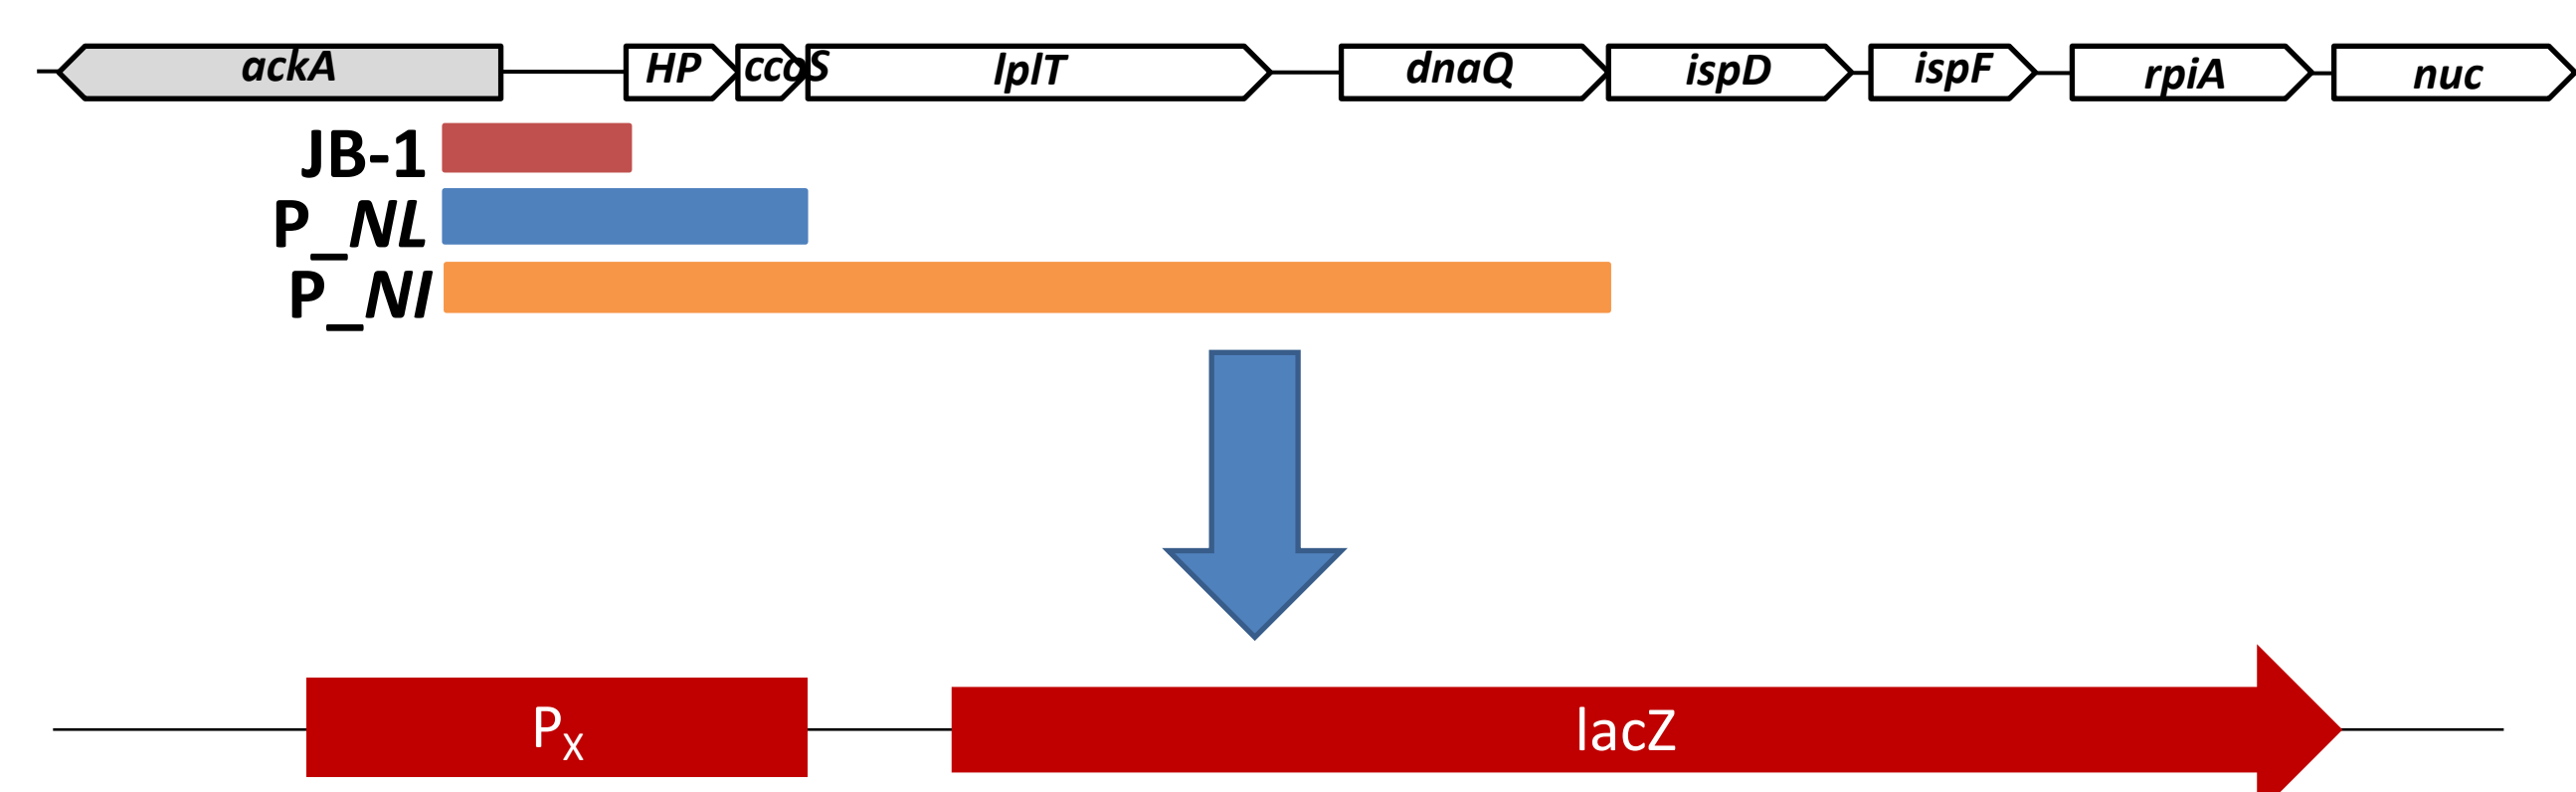 ackA HP ccoS lplT dnaQ ispD ispF rpiA nuc
JB-1
P_NL
P_NI
PX lacZ